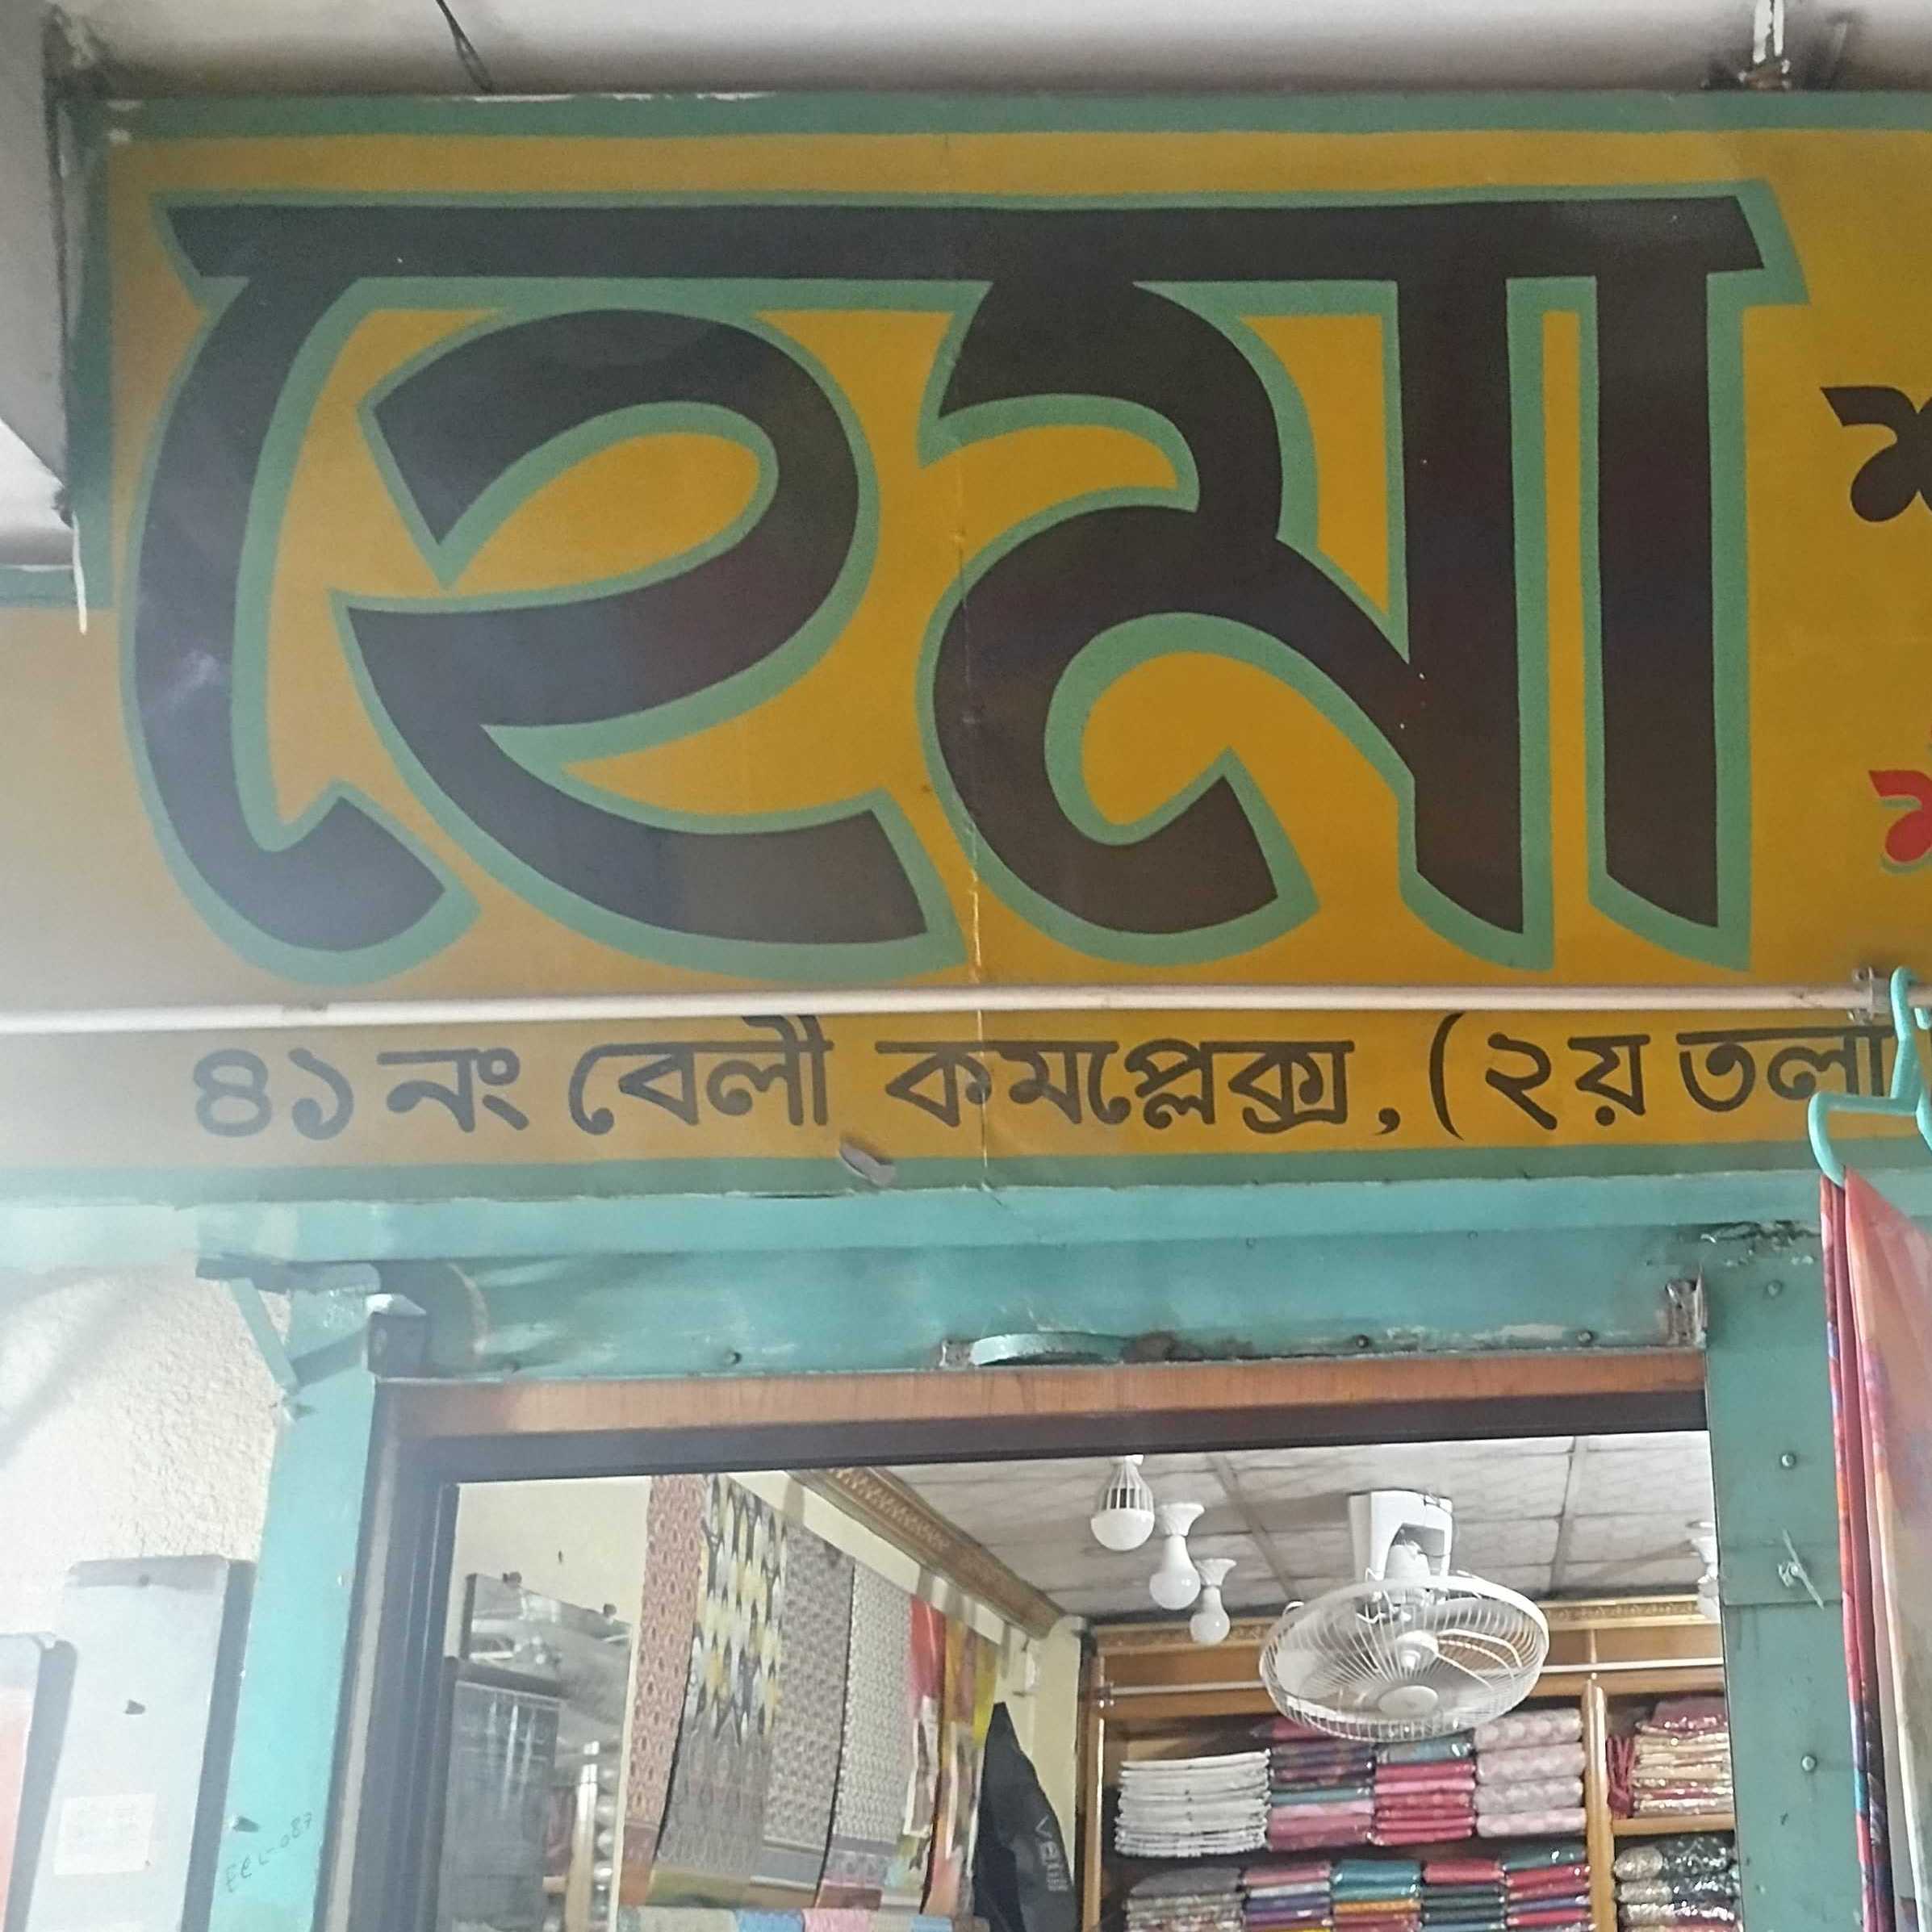 হেমা
৪১ নং বেলী কমপ্লেক্স, (২য় তলা